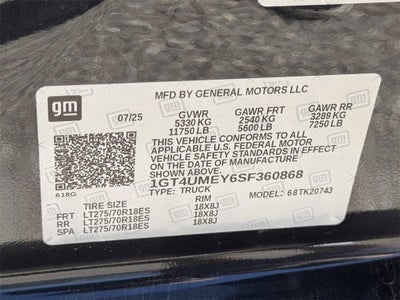 gm
MFD BY GENERAL MOTORS LLC
07/25 GVWR GAWR FRT GAWR RR
5330 KG 2540 KG 3289 KG
11750 LB 5600 LB 7250 LB
THIS VEHICLE CONFORMS TO ALL
APPLICABLE U.S. FEDERAL MOTOR
VEHICLE SAFETY STANDARDS IN EFFECT
ON THE DATE OF MANUFACTURE
SHOWN ABOVE.
1GT4UMEY6SF360868
618G TYPE: TRUCK MODEL: 68TK20743
TIRE SIZE RIM
FRT LT275/70R18ES 18X8J
RR LT275/70R18ES 18X8J
SPA LT275/70R18ES 18X8J